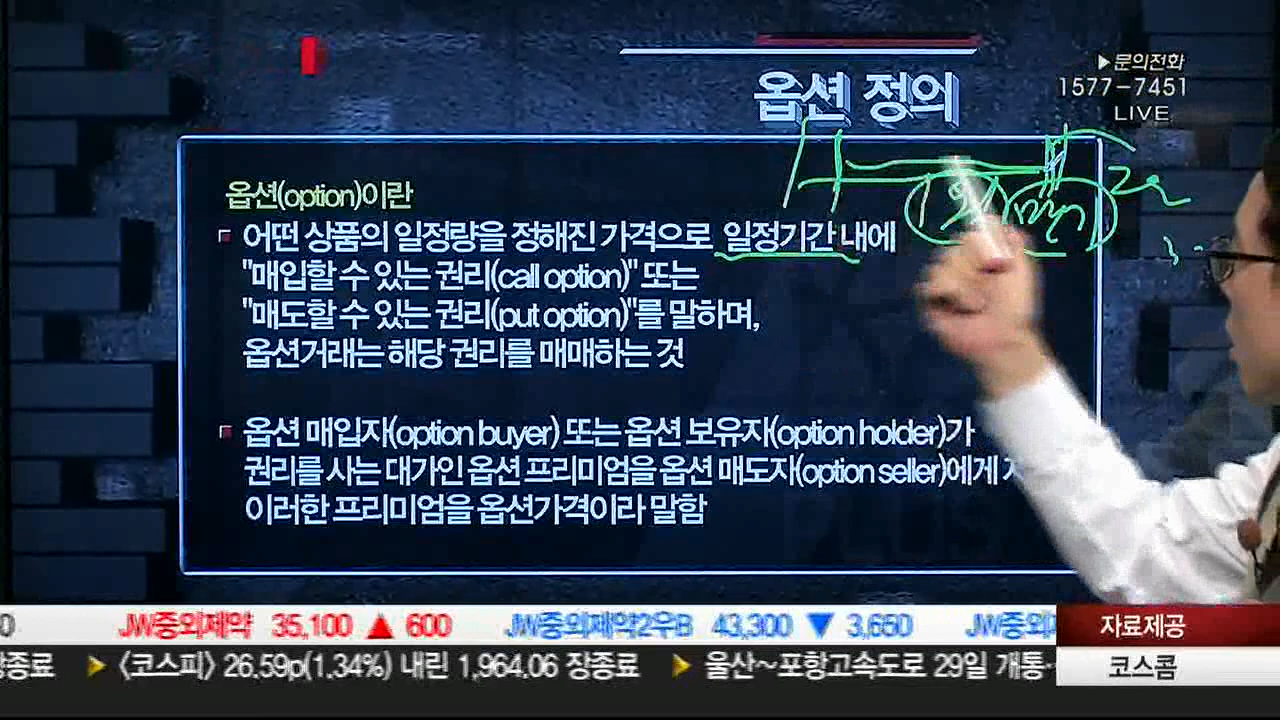 옵션 정의
▶문의전화
1577-7451
LIVE
옵션(option)이란
어떤 상품의 일정량을 정해진 가격으로 일정기간 내에
"매입할 수 있는 권리(call option)" 또는
"매도할 수 있는 권리(put option)"를 말하며,
옵션거래는 해당 권리를 매매하는 것
옵션 매입자(option buyer) 또는 옵션 보유자(option holder)가
권리를 사는 대가인 옵션 프리미엄을 옵션 매도자(option seller)에게
이러한 프리미엄을 옵션가격이라 말함
0 JW중외제약 35,100 ▲ 600 JW중외제약2우B 43,300 ▼ 3,650 JW중외
자료제공
장종료 ▶ 〈코스피〉 26.59p(1.34%) 내린 1,964.06 장종료 ▶ 울산~포항고속도로 29일 개통
코스콤